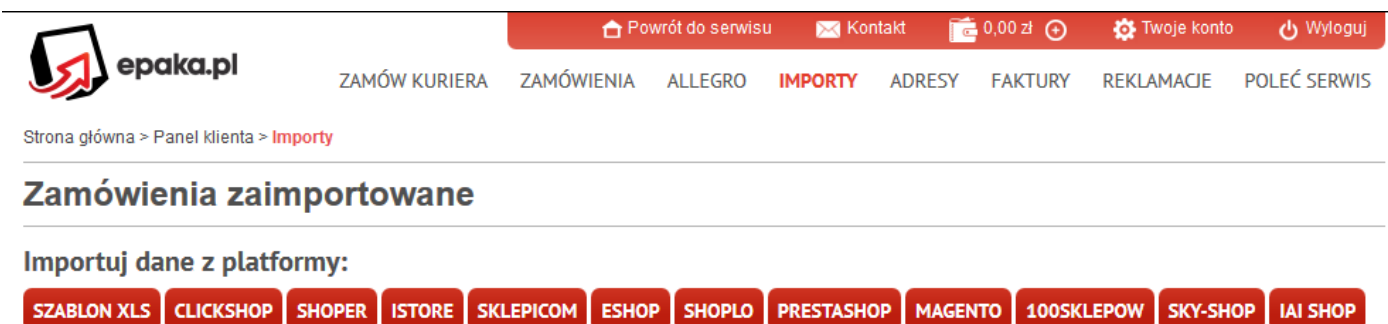 Powrót do serwisu Kontakt 0,00 zł Twoje konto Wyloguj
epaka.pl
ZAMÓW KURIERA ZAMÓWIENIA ALLEGRO IMPORTY ADRESY FAKTURY REKLAMACJE POLEĆ SERWIS
Strona główna > Panel klienta > Importy
Zamówienia zaimportowane
Importuj dane z platformy:
SZABLON XLS CLICKSHOP SHOPER ISTORE SKLEPICOM ESHOP SHOPLO PRESTASHOP MAGENTO 100SKLEPOW SKY-SHOP IAI SHOP